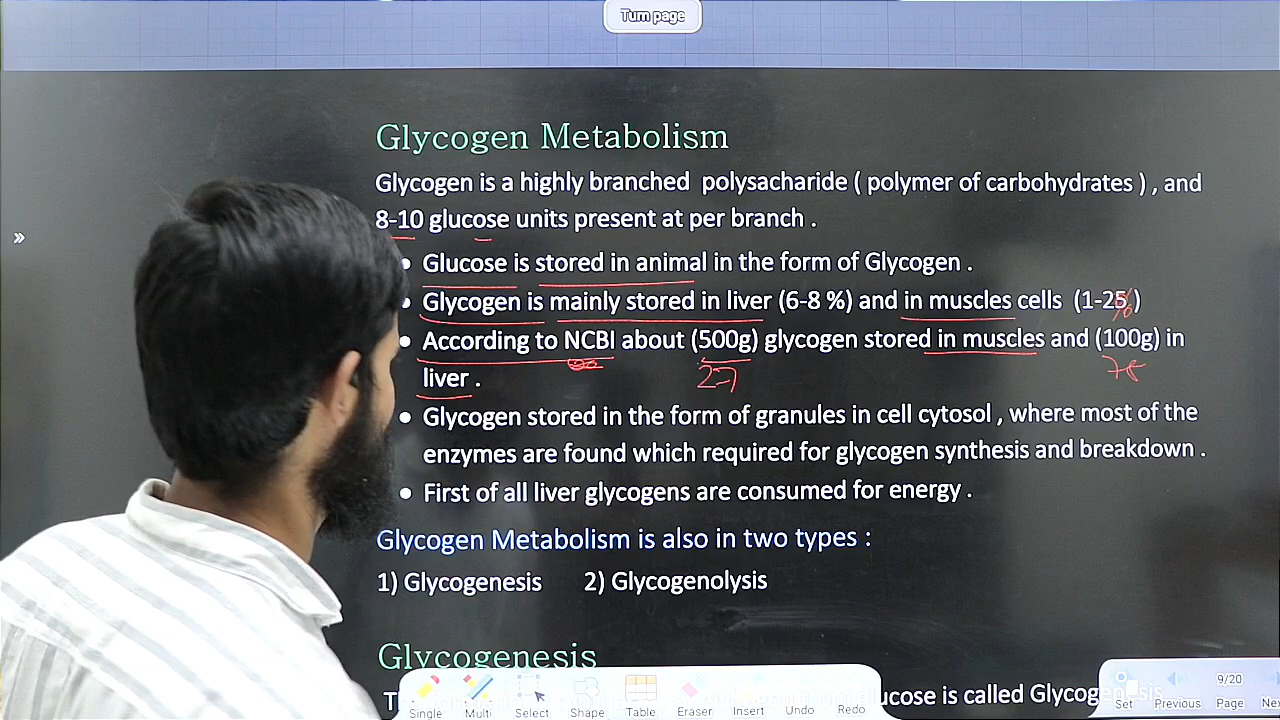 Turn page
»
Glycogen Metabolism
Glycogen is a highly branched polysacharide ( polymer of carbohydrates ) , and
8-10 glucose units present at per branch .
• Glucose is stored in animal in the form of Glycogen .
• Glycogen is mainly stored in liver (6-8 %) and in muscles cells (1-2%)
• According to NCBI about (500g) glycogen stored in muscles and (100g) in
liver .
• Glycogen stored in the form of granules in cell cytosol , where most of the
enzymes are found which required for glycogen synthesis and breakdown .
• First of all liver glycogens are consumed for energy .
Glycogen Metabolism is also in two types :
1) Glycogenesis 2) Glycogenolysis
Glycogenesis
is called Glycogenesis
Single Multi Select Shape Table Eraser Insert Undo Redo
Set Previous 9/20 Page